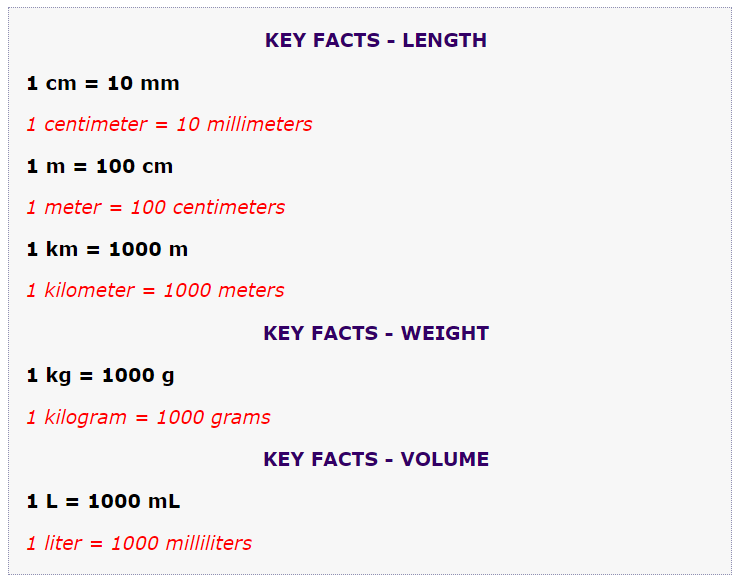 KEY FACTS - LENGTH
1 cm = 10 mm
1 centimeter = 10 millimeters
1 m = 100 cm
1 meter = 100 centimeters
1 km = 1000 m
1 kilometer = 1000 meters
KEY FACTS - WEIGHT
1 kg = 1000 g
1 kilogram = 1000 grams
KEY FACTS - VOLUME
1 L = 1000 mL
1 liter = 1000 milliliters